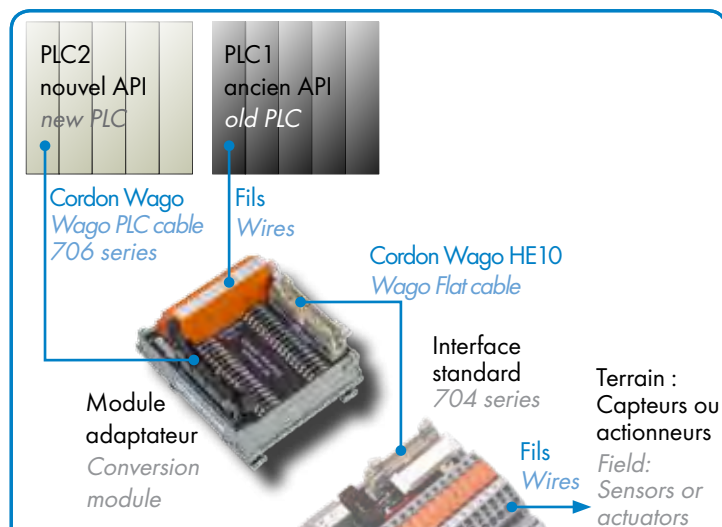 PLC2
nouvel API
new PLC
PLC1
ancien API
old PLC
Cordon Wago
Wago PLC cable
706 series
Fils
Wires
Cordon Wago HE10
Wago Flat cable
Interface
standard
704 series
Module
adaptateur
Conversion
module
Fils
Wires
Terrain :
Capteurs ou
actionneurs
Field:
Sensors or
actuators